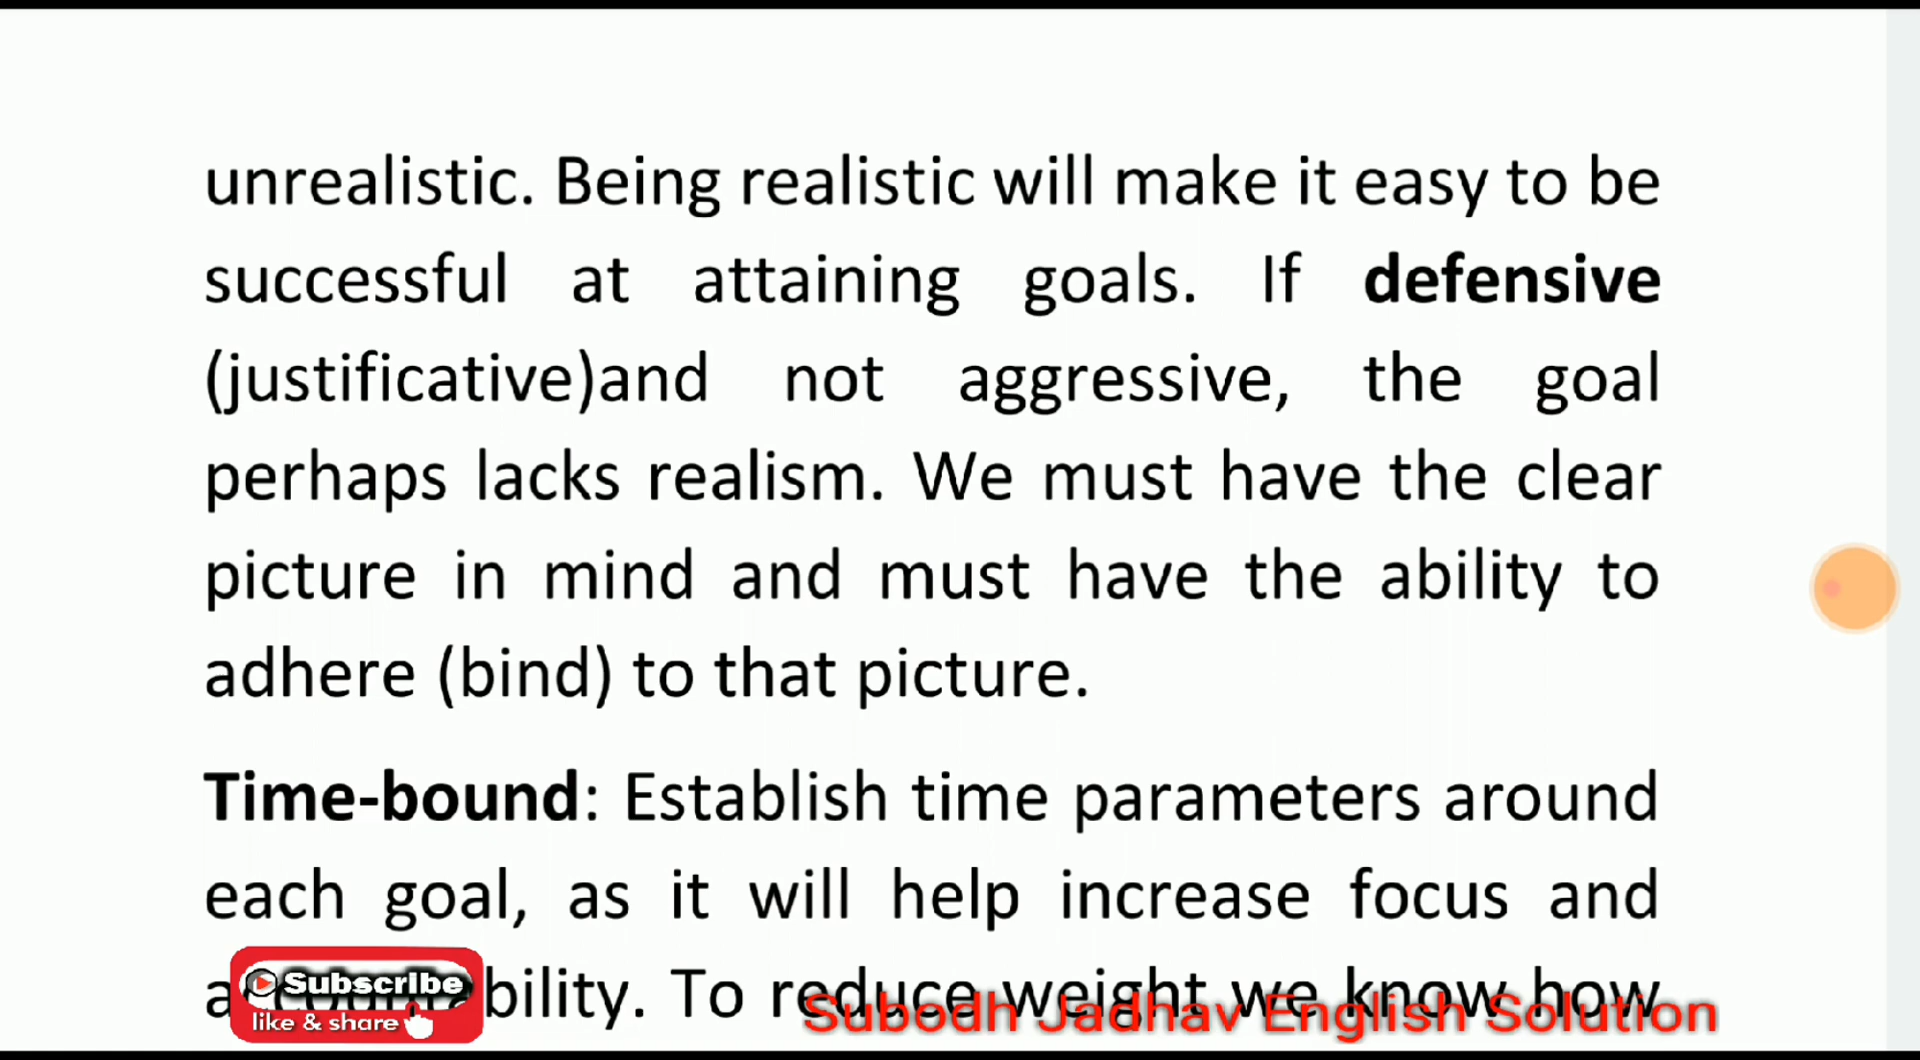 unrealistic. Being realistic will make it easy to be
successful at attaining goals. If defensive
(justificative)and not aggressive, the goal
perhaps lacks realism. We must have the clear
picture in mind and must have the ability to
adhere (bind) to that picture.
Time-bound: Establish time parameters around
each goal, as it will help increase focus and
accountability. To reduce weight we know how
Subscribe
like & share
Subodh Jadhav English Solution